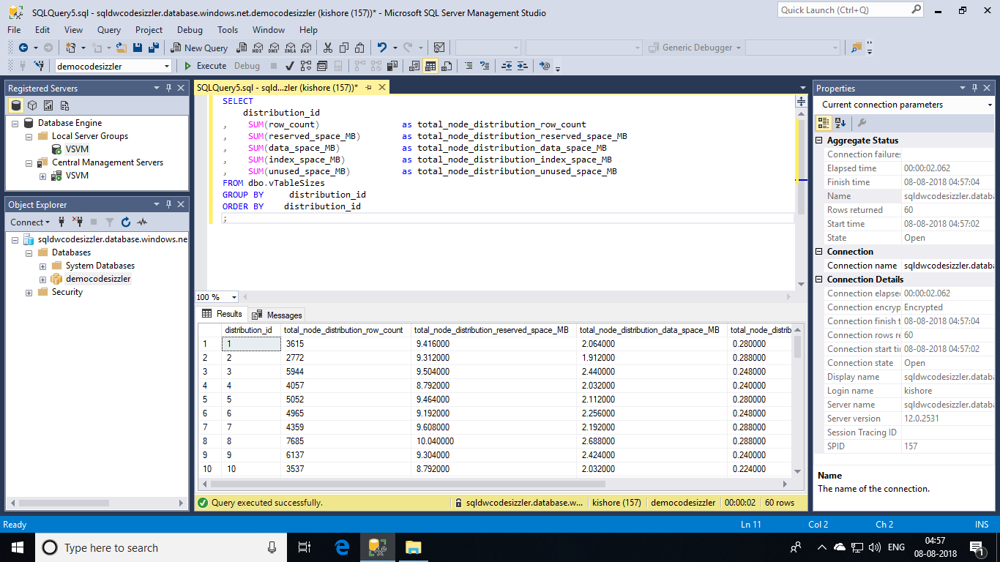 SQLQuery5.sql - sqldwcodesizzler.database.windows.net.democodesizzler (kishore (157))* - Microsoft SQL Server Management Studio
Quick Launch (Ctrl+Q)
File Edit View Query Project Debug Tools Window Help
New Query
MDX DMX XMLA DAX
Generic Debugger
democodesizzler
Execute Debug
Registered Servers
Database Engine
Local Server Groups
VSVM
Central Management Servers
VSVM
Object Explorer
Connect
sqldwcodesizzler.database.windows.ne
Databases
System Databases
democodesizzler
Security
SQLQuery5.sql - sqld...zler (kishore (157))*
SELECT
distribution_id
, SUM(row_count) as total_node_distribution_row_count
, SUM(reserved_space_MB) as total_node_distribution_reserved_space_MB
, SUM(data_space_MB) as total_node_distribution_data_space_MB
, SUM(index_space_MB) as total_node_distribution_index_space_MB
, SUM(unused_space_MB) as total_node_distribution_unused_space_MB
FROM dbo.vTableSizes
GROUP BY distribution_id
ORDER BY distribution_id
;
100 %
Results Messages
distribution_id total_node_distribution_row_count total_node_distribution_reserved_space_MB total_node_distribution_data_space_MB total_node_distrib
1 1 3615 9.416000 2.064000 0.280000
2 2 2772 9.312000 1.912000 0.288000
3 3 5944 9.504000 2.440000 0.248000
4 4 4057 8.792000 2.032000 0.240000
5 5 5052 9.464000 2.112000 0.280000
6 6 4965 9.192000 2.256000 0.248000
7 7 4359 9.608000 2.192000 0.288000
8 8 7685 10.040000 2.688000 0.288000
9 9 6137 9.304000 2.424000 0.240000
10 10 3537 8.792000 2.032000 0.224000
Query executed successfully. sqldwcodesizzler.database.w... kishore (157) democodesizzler 00:00:02 60 rows
Properties
Current connection parameters
Aggregate Status
Connection failures
Elapsed time 00:00:02.062
Finish time 08-08-2018 04:57:04
Name sqldwcodesizzler.databa
Rows returned 60
Start time 08-08-2018 04:57:02
State Open
Connection
Connection name sqldwcodesizzler.databa
Connection Details
Connection elapse 00:00:02.062
Connection encryp Encrypted
Connection finish t 08-08-2018 04:57:04
Connection rows re 60
Connection start ti 08-08-2018 04:57:02
Connection state Open
Display name sqldwcodesizzler.databa
Login name kishore
Server name sqldwcodesizzler.databa
Server version 12.0.2531
Session Tracing ID
SPID 157
Name
The name of the connection.
Ready Ln 11 Col 2 Ch 2 INS
Type here to search
ENG
04:57
08-08-2018
1